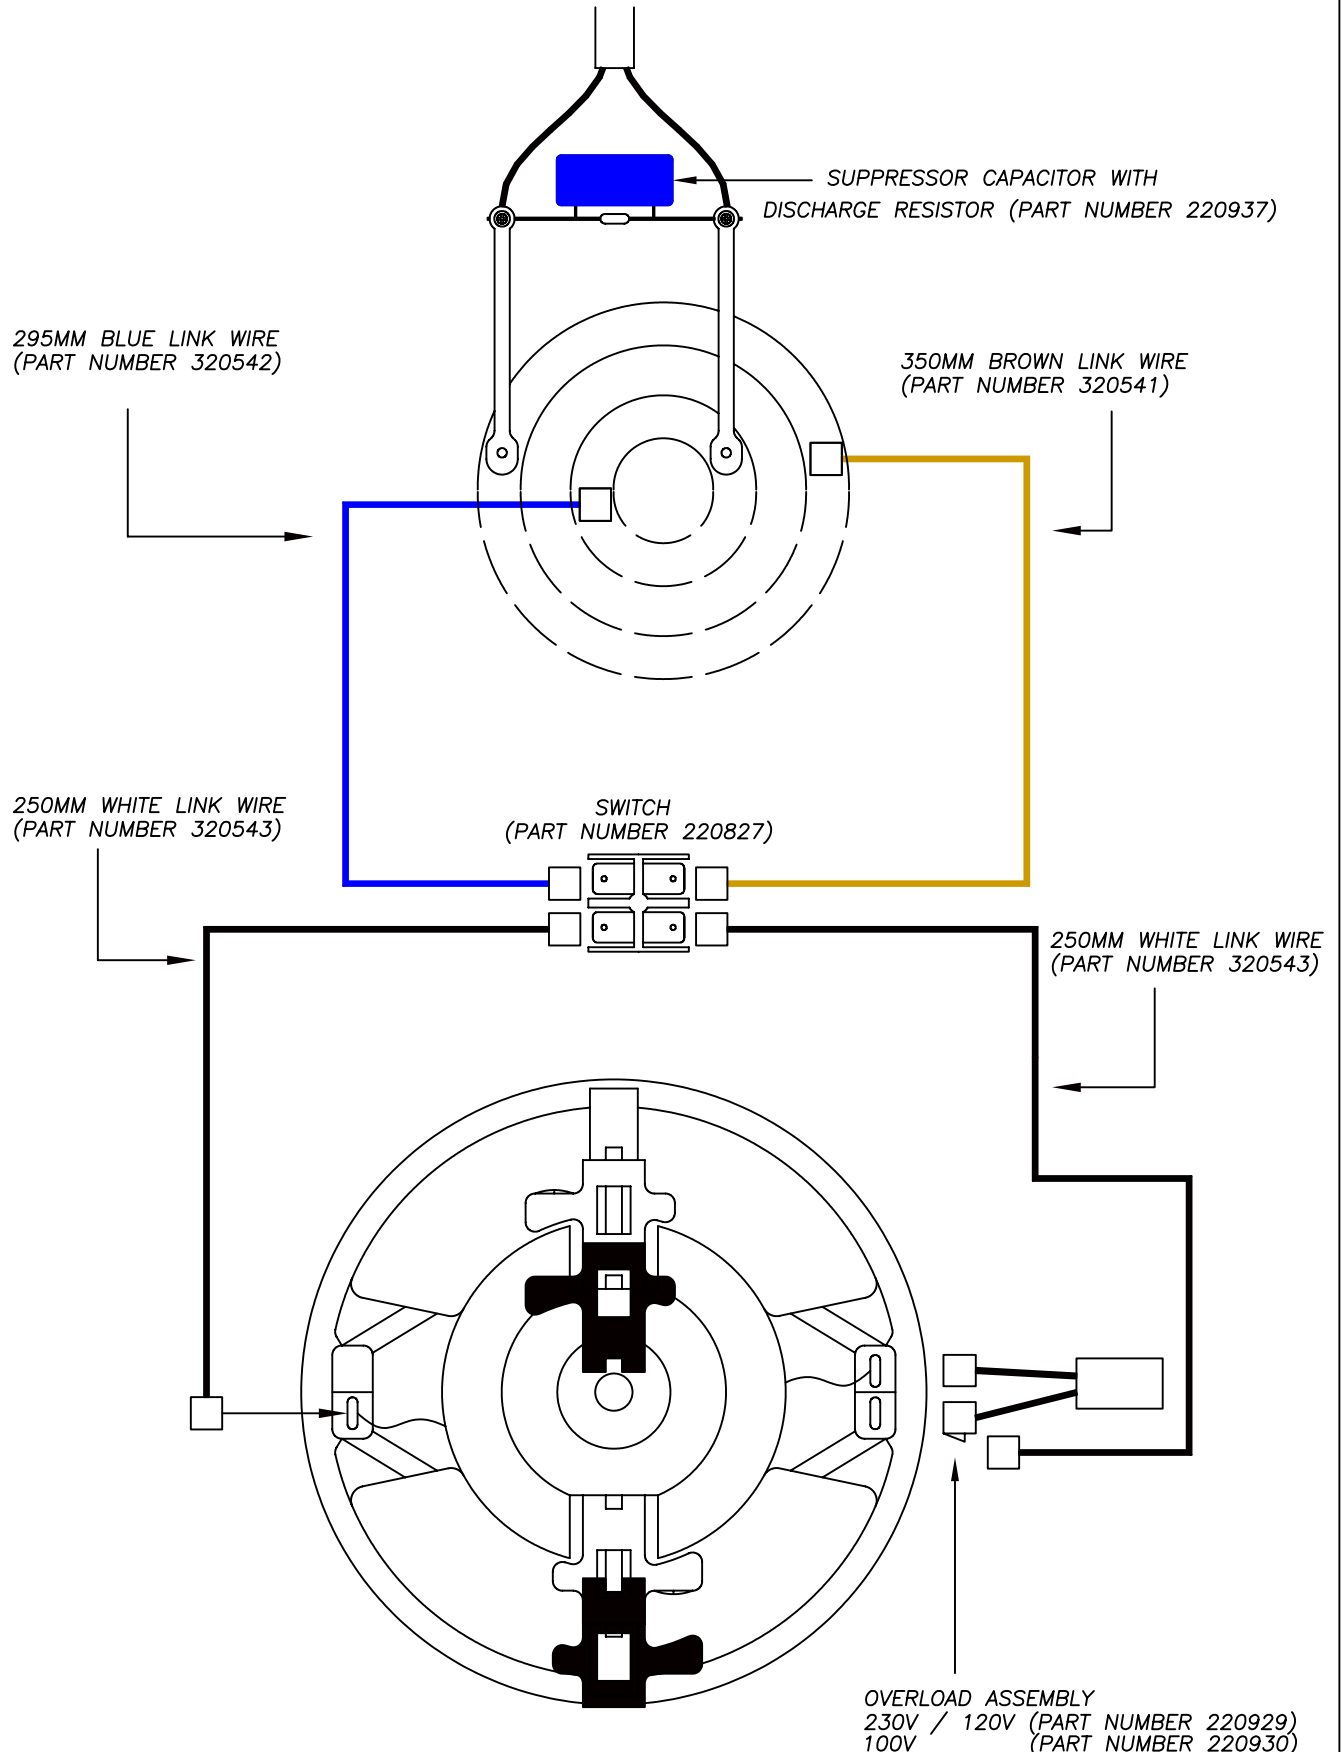 SUPPRESSOR CAPACITOR WITH
DISCHARGE RESISTOR (PART NUMBER 220937)
295MM BLUE LINK WIRE
(PART NUMBER 320542)
350MM BROWN LINK WIRE
(PART NUMBER 320541)
250MM WHITE LINK WIRE
(PART NUMBER 320543)
SWITCH
(PART NUMBER 220827)
250MM WHITE LINK WIRE
(PART NUMBER 320543)
OVERLOAD ASSEMBLY
230V / 120V (PART NUMBER 220929)
100V (PART NUMBER 220930)